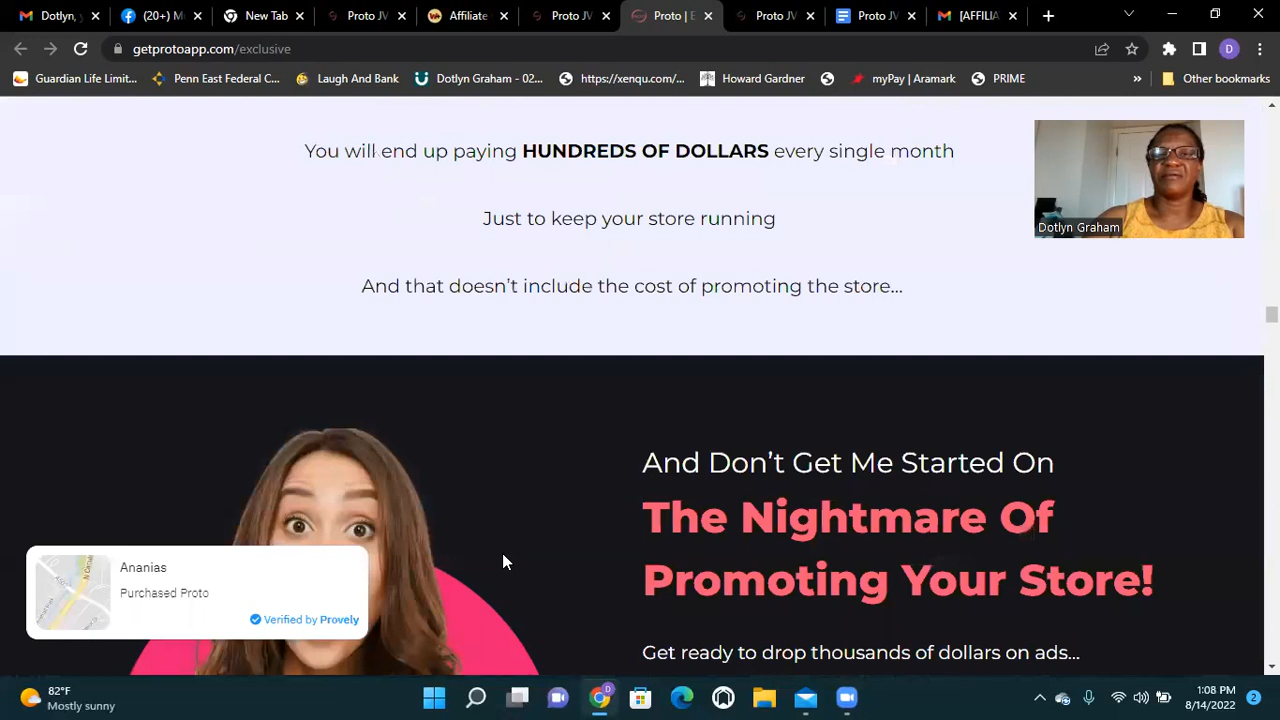 Dotlyn, y
(20+) M
New Tab
Proto JV
Affiliate
Proto JV
Proto | E
Proto JV
Proto JV
[AFFILIA
getprotoapp.com/exclusive
D
Guardian Life Limit...
Penn East Federal C...
Laugh And Bank
Dotlyn Graham - 02...
https://xenqu.com/...
Howard Gardner
myPay | Aramark
PRIME
»
Other bookmarks
You will end up paying HUNDREDS OF DOLLARS every single month
Just to keep your store running
And that doesn't include the cost of promoting the store...
Dotlyn Graham
And Don't Get Me Started On
The Nightmare Of
Promoting Your Store!
Get ready to drop thousands of dollars on ads...
Ananias
Purchased Proto
Verified by Provely
82°F
Mostly sunny
D
1:08 PM
8/14/2022
2